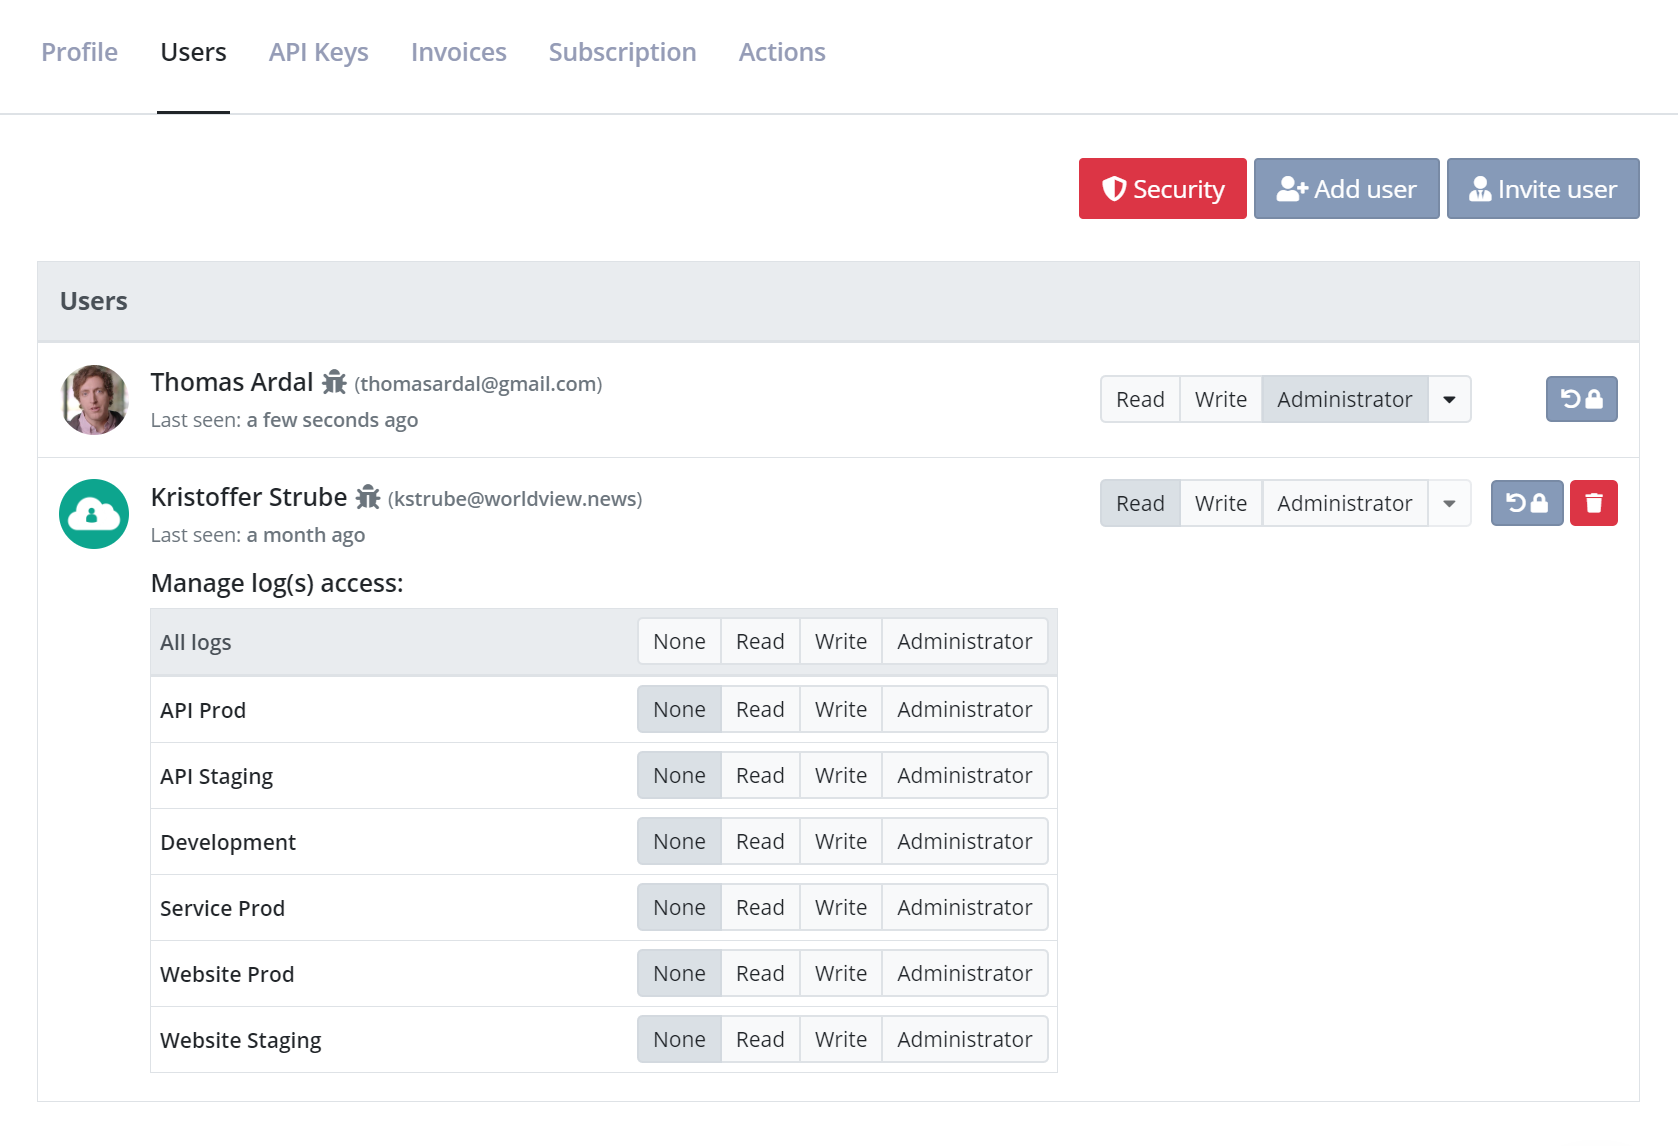 Profile Users API Keys Invoices Subscription Actions
Security Add user Invite user
Users
Thomas Ardal (thomasardal@gmail.com)
Last seen: a few seconds ago
Read Write Administrator
Kristoffer Strube (kstrube@worldview.news)
Last seen: a month ago
Read Write Administrator
Manage log(s) access:
All logs None Read Write Administrator
API Prod None Read Write Administrator
API Staging None Read Write Administrator
Development None Read Write Administrator
Service Prod None Read Write Administrator
Website Prod None Read Write Administrator
Website Staging None Read Write Administrator